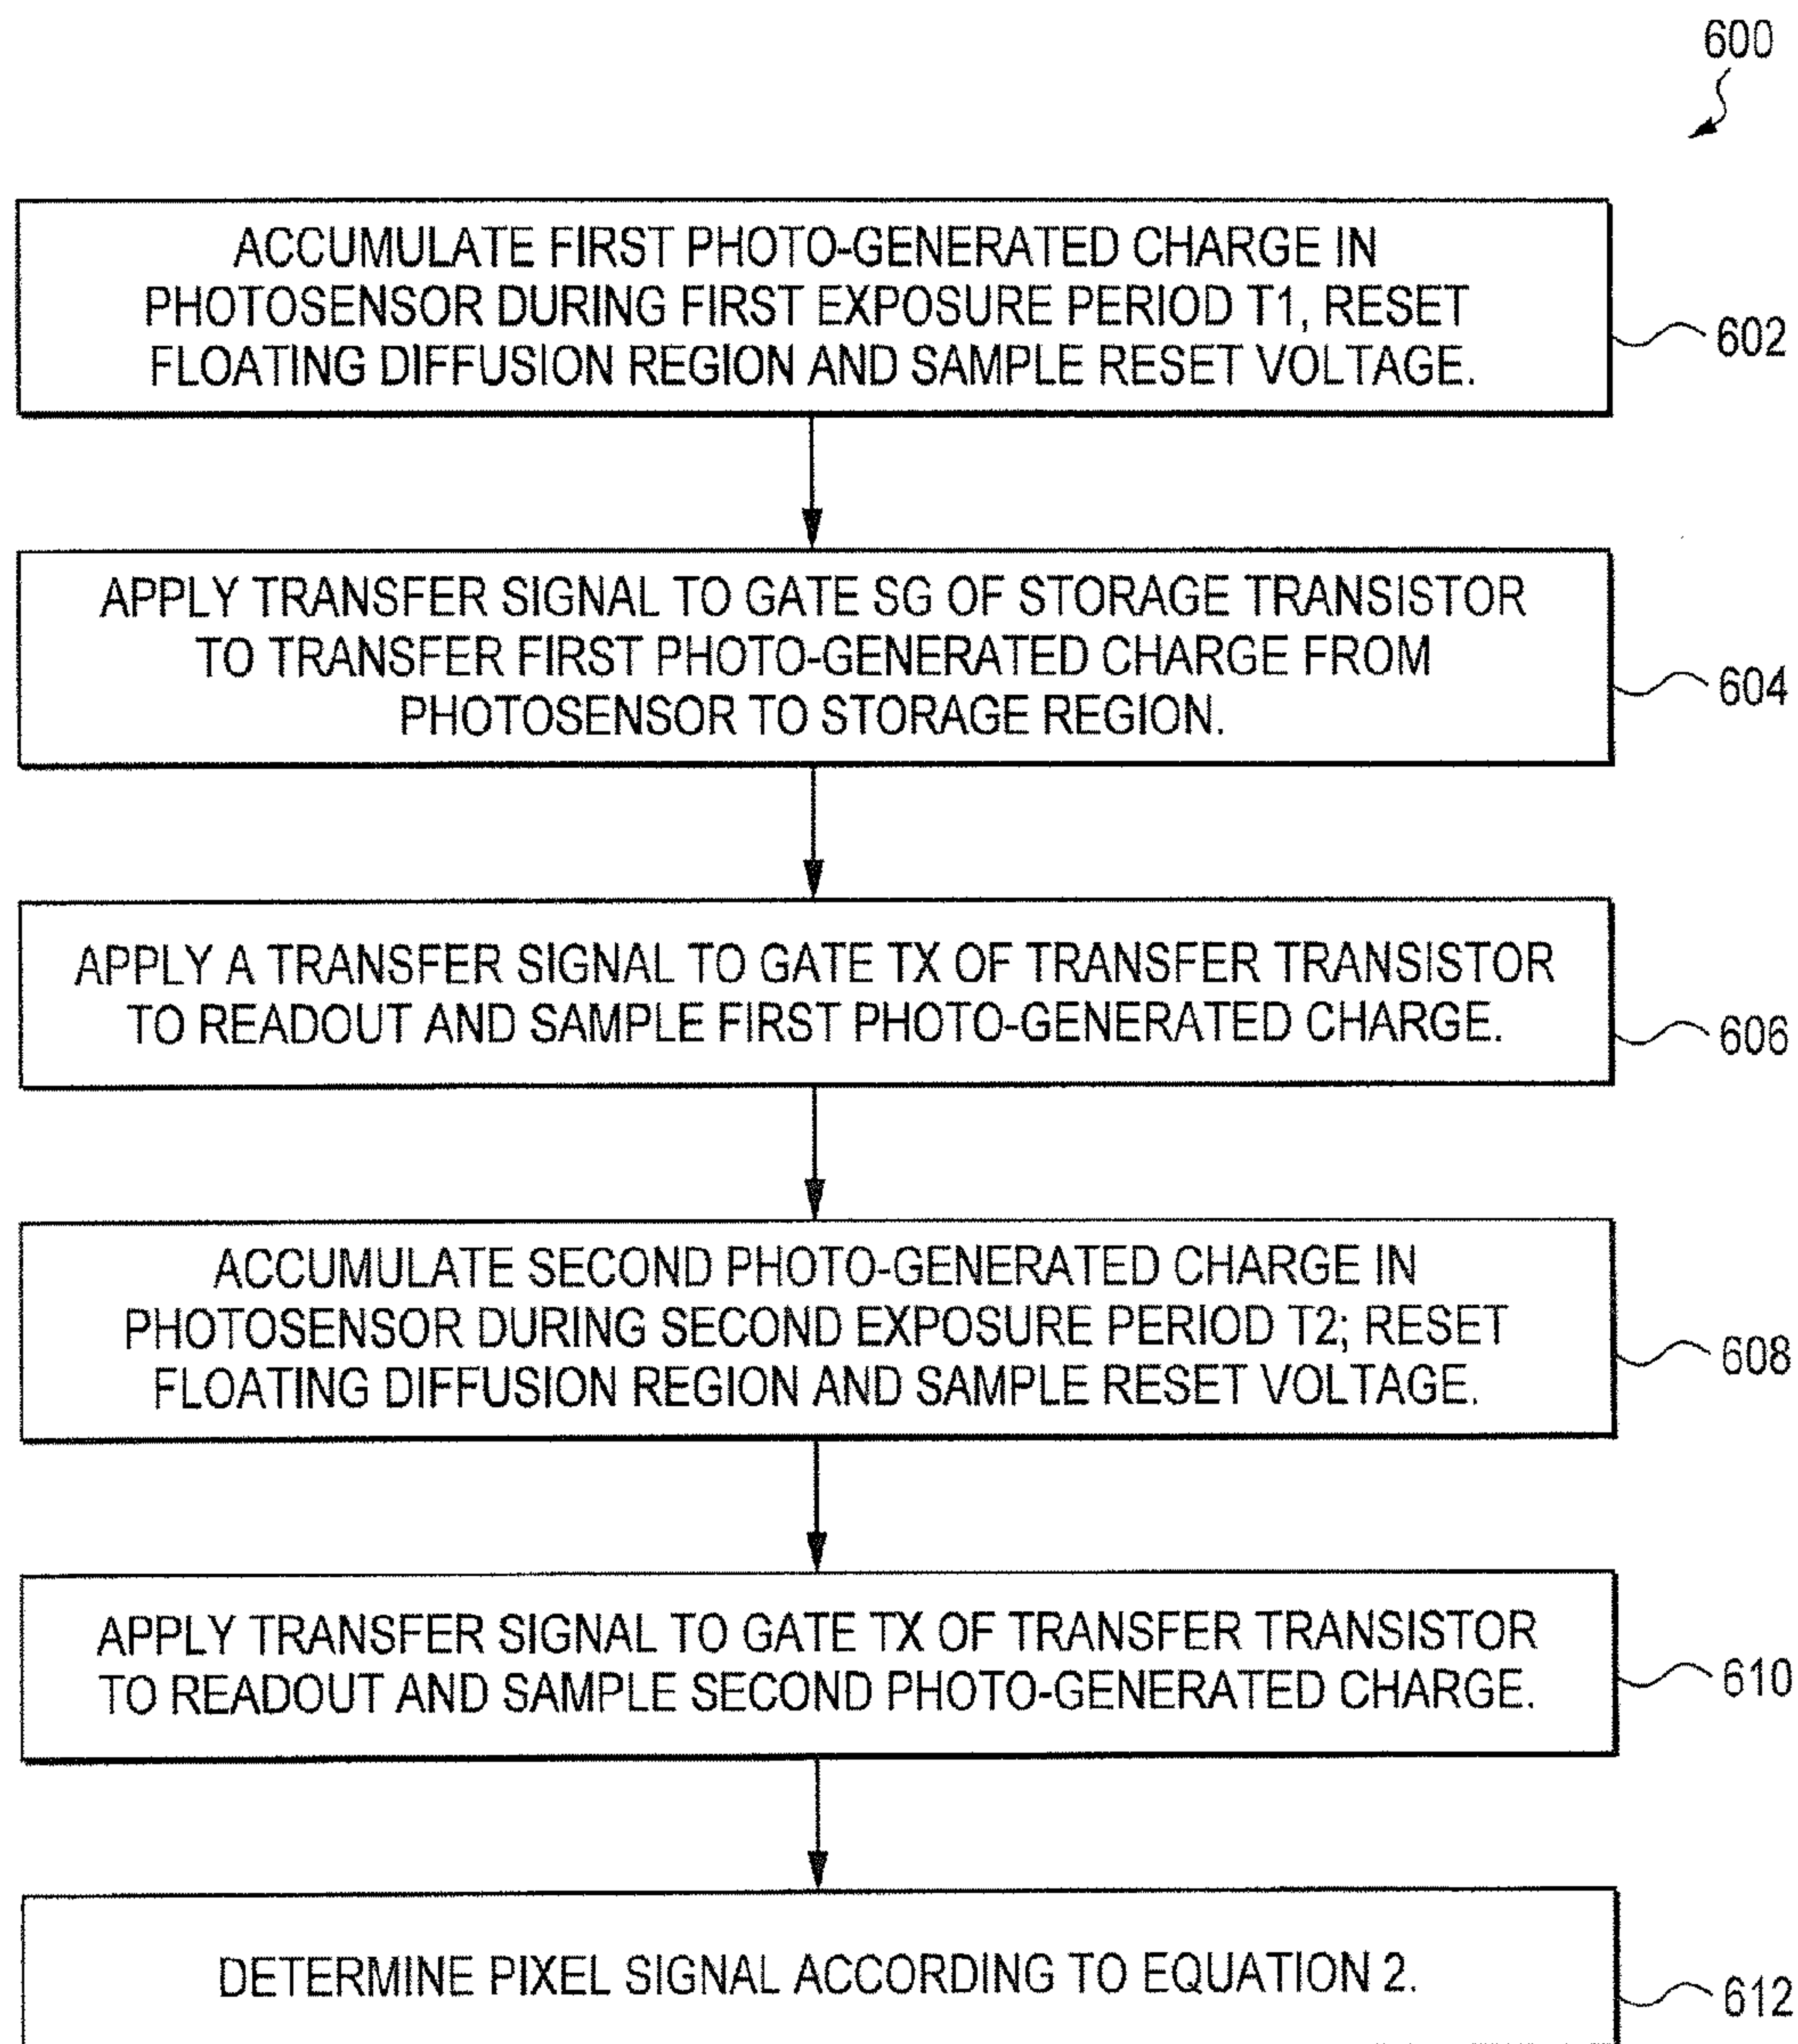 600
ACCUMULATE FIRST PHOTO-GENERATED CHARGE IN
PHOTOSENSOR DURING FIRST EXPOSURE PERIOD T1, RESET
FLOATING DIFFUSION REGION AND SAMPLE RESET VOLTAGE.
602
APPLY TRANSFER SIGNAL TO GATE SG OF STORAGE TRANSISTOR
TO TRANSFER FIRST PHOTO-GENERATED CHARGE FROM
PHOTOSENSOR TO STORAGE REGION.
604
APPLY A TRANSFER SIGNAL TO GATE TX OF TRANSFER TRANSISTOR
TO READOUT AND SAMPLE FIRST PHOTO-GENERATED CHARGE.
606
ACCUMULATE SECOND PHOTO-GENERATED CHARGE IN
PHOTOSENSOR DURING SECOND EXPOSURE PERIOD T2; RESET
FLOATING DIFFUSION REGION AND SAMPLE RESET VOLTAGE.
608
APPLY TRANSFER SIGNAL TO GATE TX OF TRANSFER TRANSISTOR
TO READOUT AND SAMPLE SECOND PHOTO-GENERATED CHARGE.
610
DETERMINE PIXEL SIGNAL ACCORDING TO EQUATION 2.
612